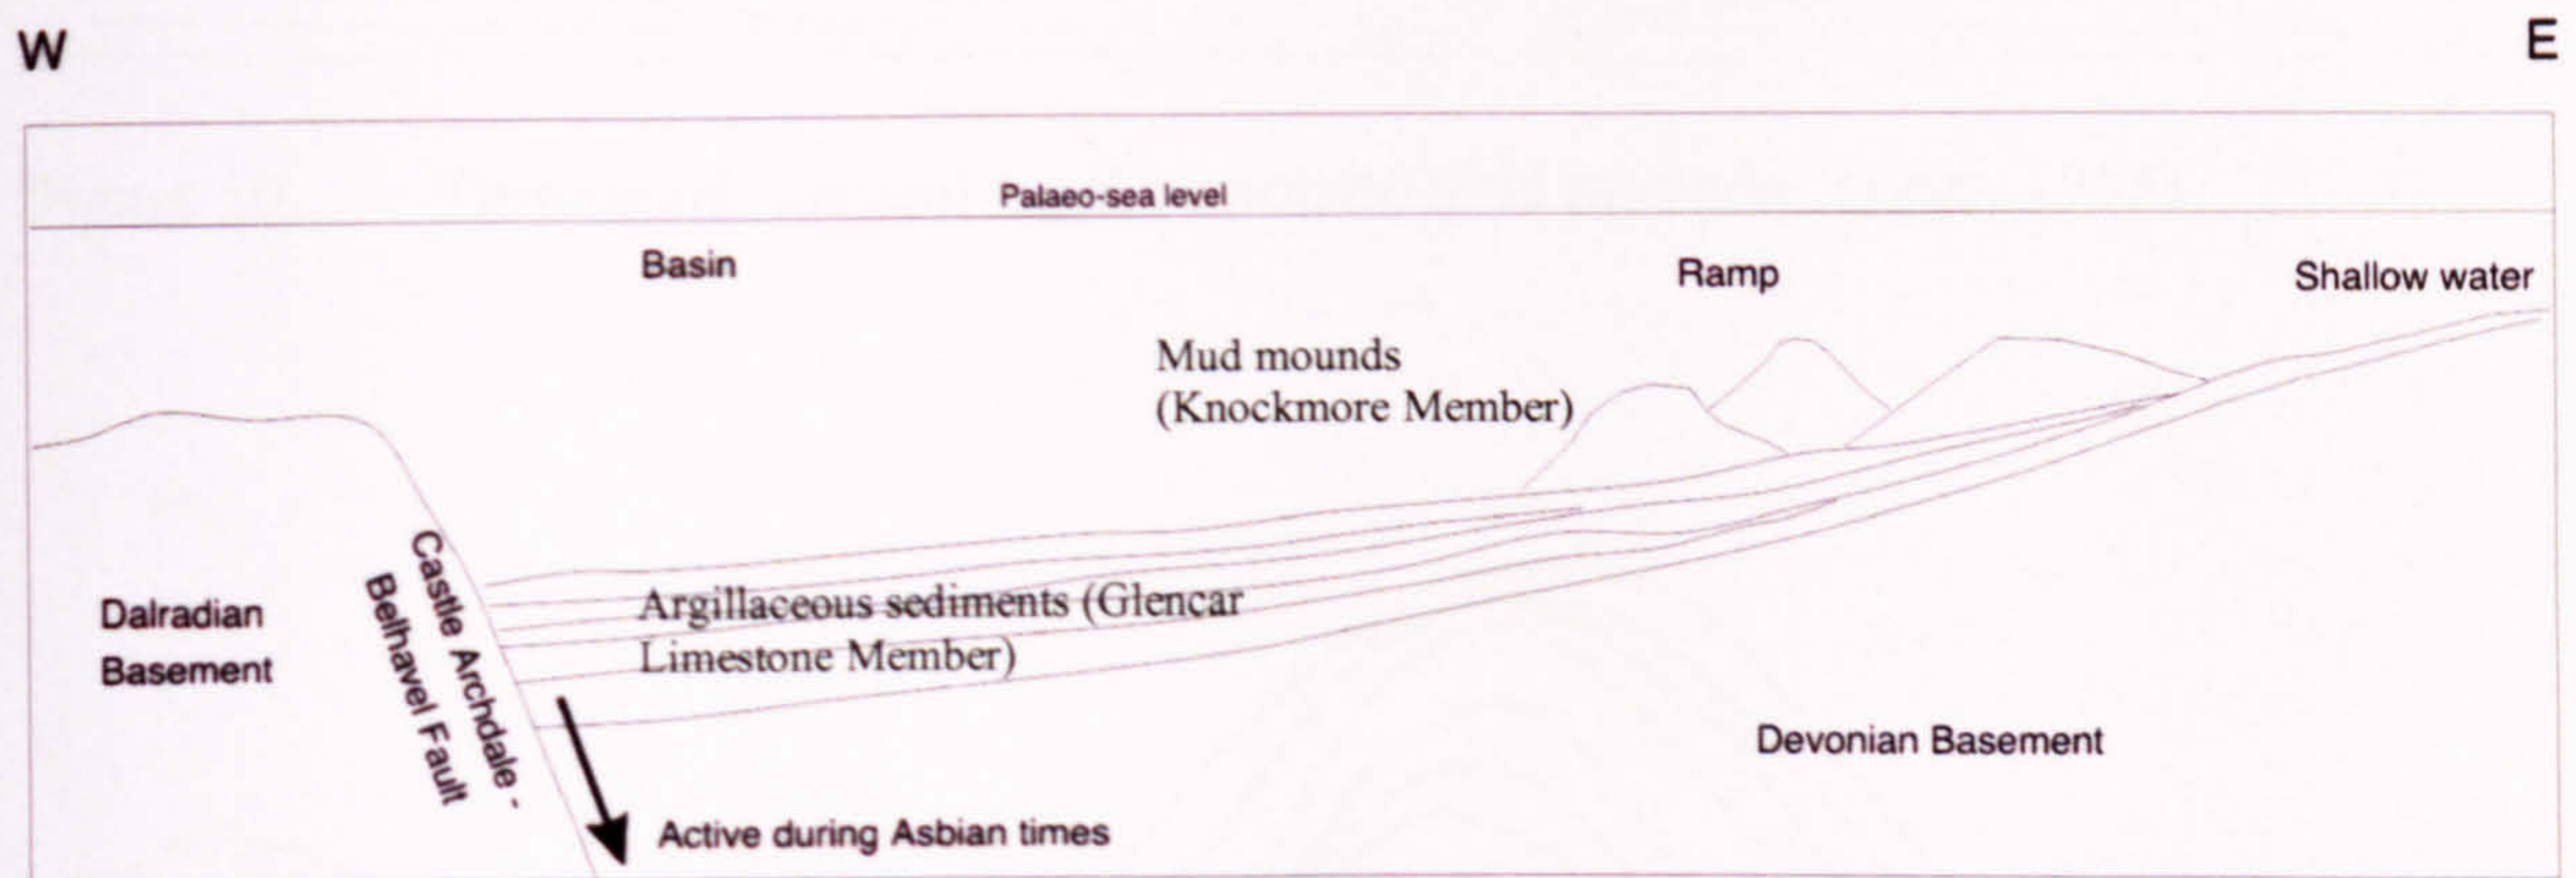 W
E
Palaeo-sea level
Basin
Ramp
Shallow water
Mud mounds
(Knockmore Member)
Castle Archdale -
Belhavel Fault
Dalradian
Basement
Argillaceous sediments (Glencar
Limestone Member)
Devonian Basement
Active during Asbian times